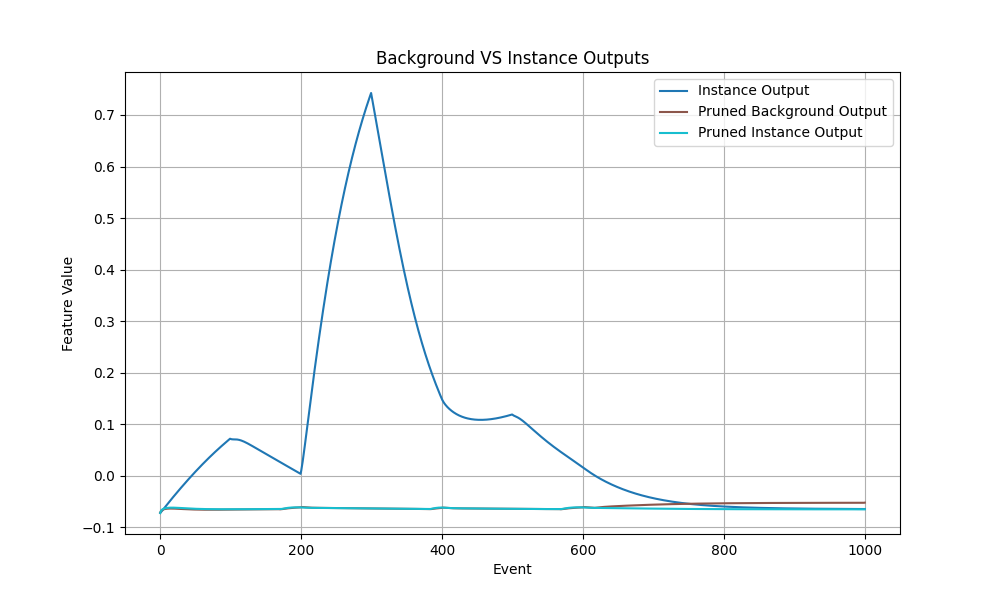 Background VS Instance Outputs
Instance Output
Pruned Background Output
Pruned Instance Output
Feature Value
0.7
0.6
0.5
0.4
0.3
0.2
0.1
0.0
−0.1
0 200 400 600 800 1000
Event